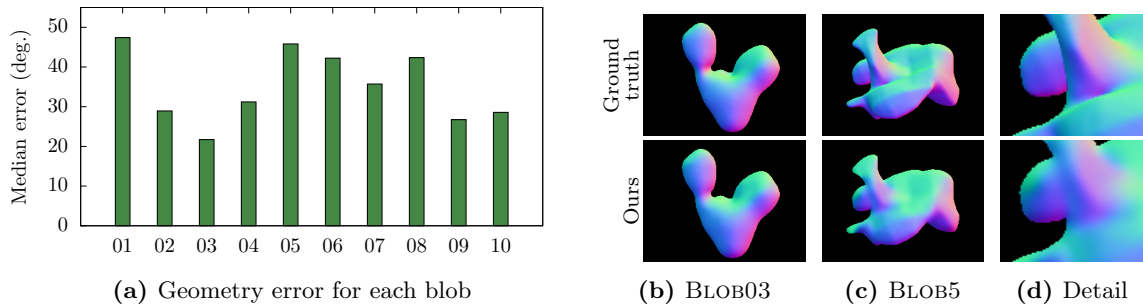 50
40
30
20
10
0
Median error (deg.)
01 02 03 04 05 06 07 08 09 10
(a) Geometry error for each blob
Ground
truth
Ours
(b) BLOB03
(c) BLOB5
(d) Detail